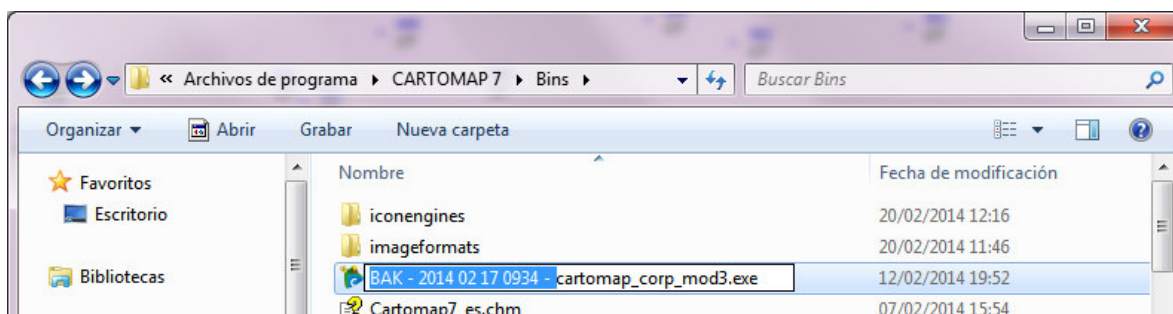 « Archivos de programa CARTOMAP 7 Bins Buscar Bins
Organizar Abrir Grabar Nueva carpeta
Favoritos Nombre Fecha de modificación
Escritorio iconengines 20/02/2014 12:16
imageformats 20/02/2014 11:46
Bibliotecas BAK - 2014 02 17 0934 - cartomap_corp_mod3.exe 12/02/2014 19:52
Cartomap7_es.chm 07/02/2014 15:54